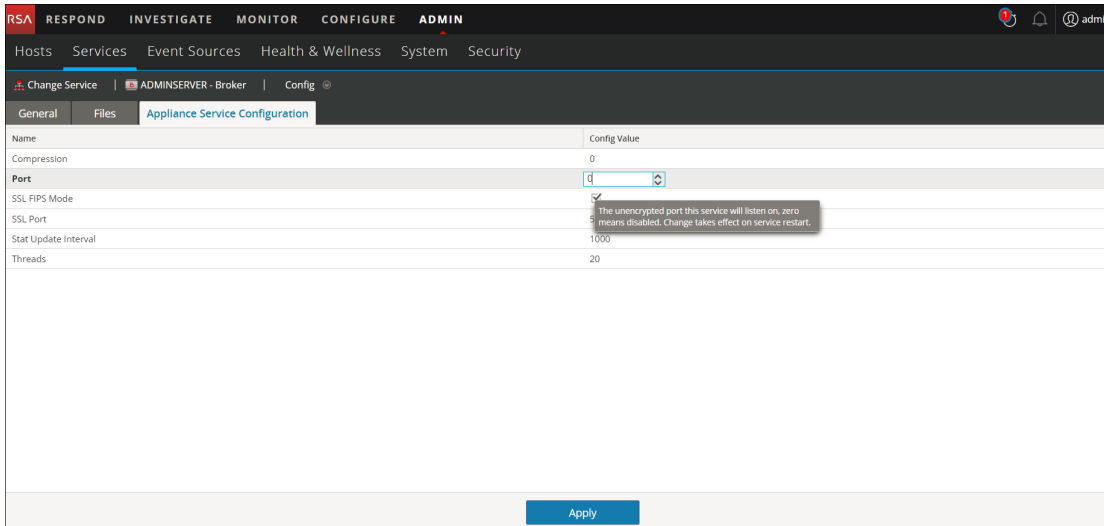 RSA RESPOND INVESTIGATE MONITOR CONFIGURE ADMIN 1 admi
Hosts Services Event Sources Health & Wellness System Security
Change Service | ADMINSERVER - Broker | Config
General Files Appliance Service Configuration
Name Config Value
Compression 0
Port 0
SSL FIPS Mode
The unencrypted port this service will listen on, zero
means disabled. Change takes effect on service restart.
SSL Port 5
Stat Update Interval 1000
Threads 20
Apply